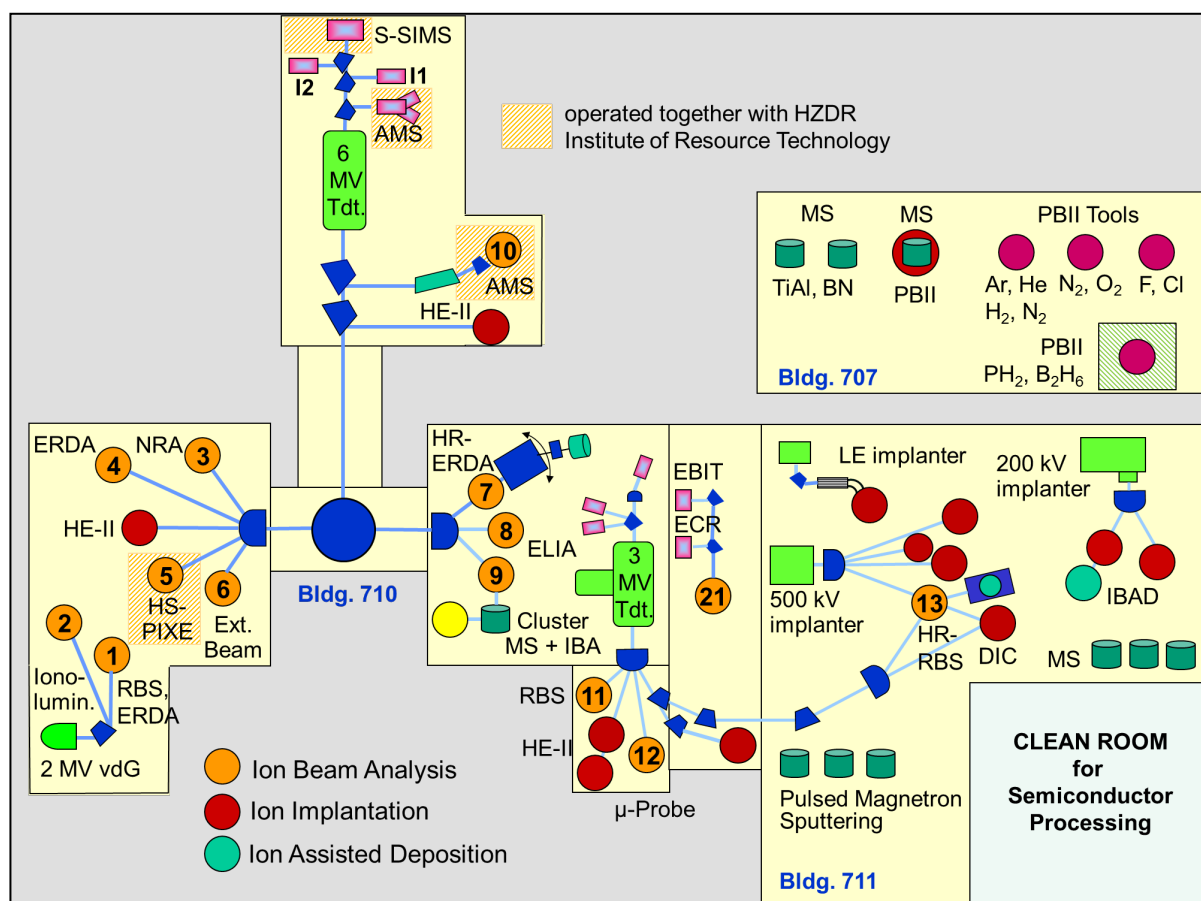 S-SIMS
I2
I1
AMS
6
MV
Tdt.
operated together with HZDR
Institute of Resource Technology
10
AMS
HE-II
MS
MS
PBII Tools
TiAl, BN
PBII
Ar, He
H₂, N₂
N₂, O₂
F, Cl
PBII
PH₂, B₂H₆
Bldg. 707
ERDA
4
NRA
3
HE-II
5
HS-
PIXE
6
Ext.
Beam
2
1
Iono-
lumin.
RBS,
ERDA
2 MV vdG
Bldg. 710
HR-
ERDA
7
8
ELIA
9
Cluster
MS + IBA
3
MV
Tdt.
EBIT
ECR
21
RBS
11
HE-II
12
µ-Probe
LE implanter
200 kV
implanter
500 kV
implanter
13
HR-
RBS
DIC
IBAD
MS
Pulsed Magnetron
Sputtering
Bldg. 711
CLEAN ROOM
for
Semiconductor
Processing
Ion Beam Analysis
Ion Implantation
Ion Assisted Deposition